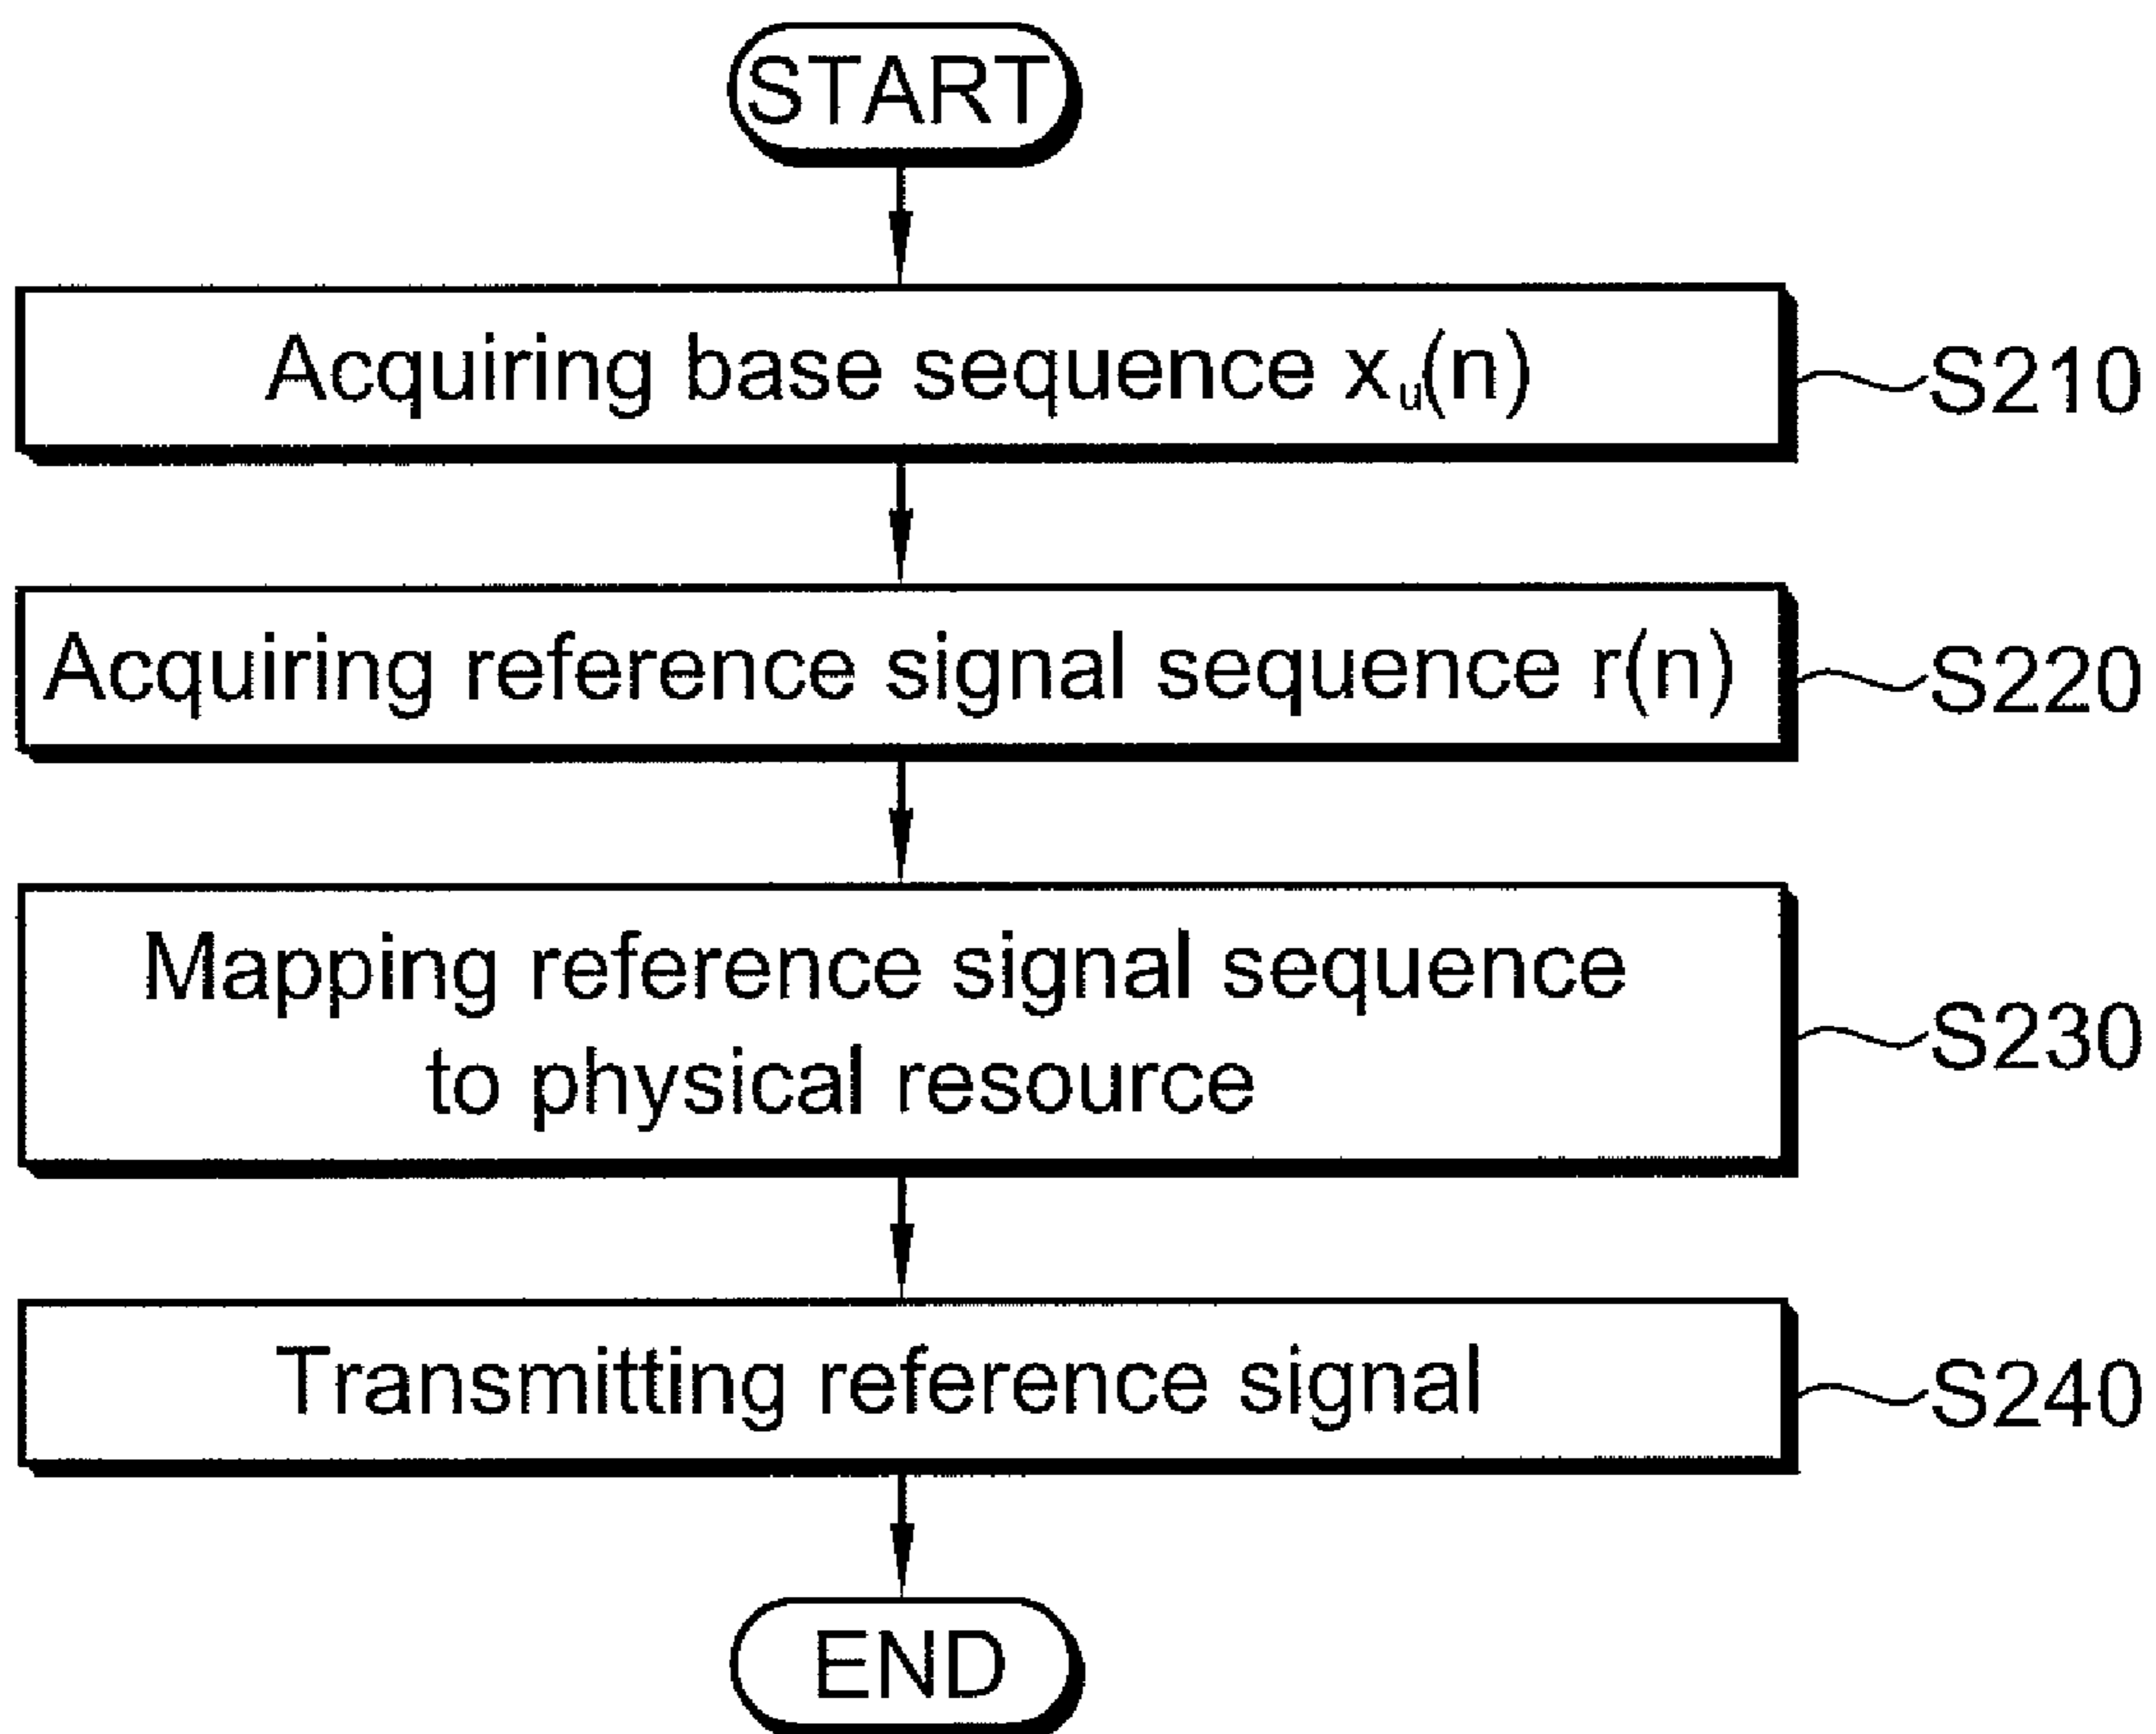 START
Acquiring base sequence xᵤ(n)
S210
Acquiring reference signal sequence r(n)
S220
Mapping reference signal sequence
to physical resource
S230
Transmitting reference signal
S240
END